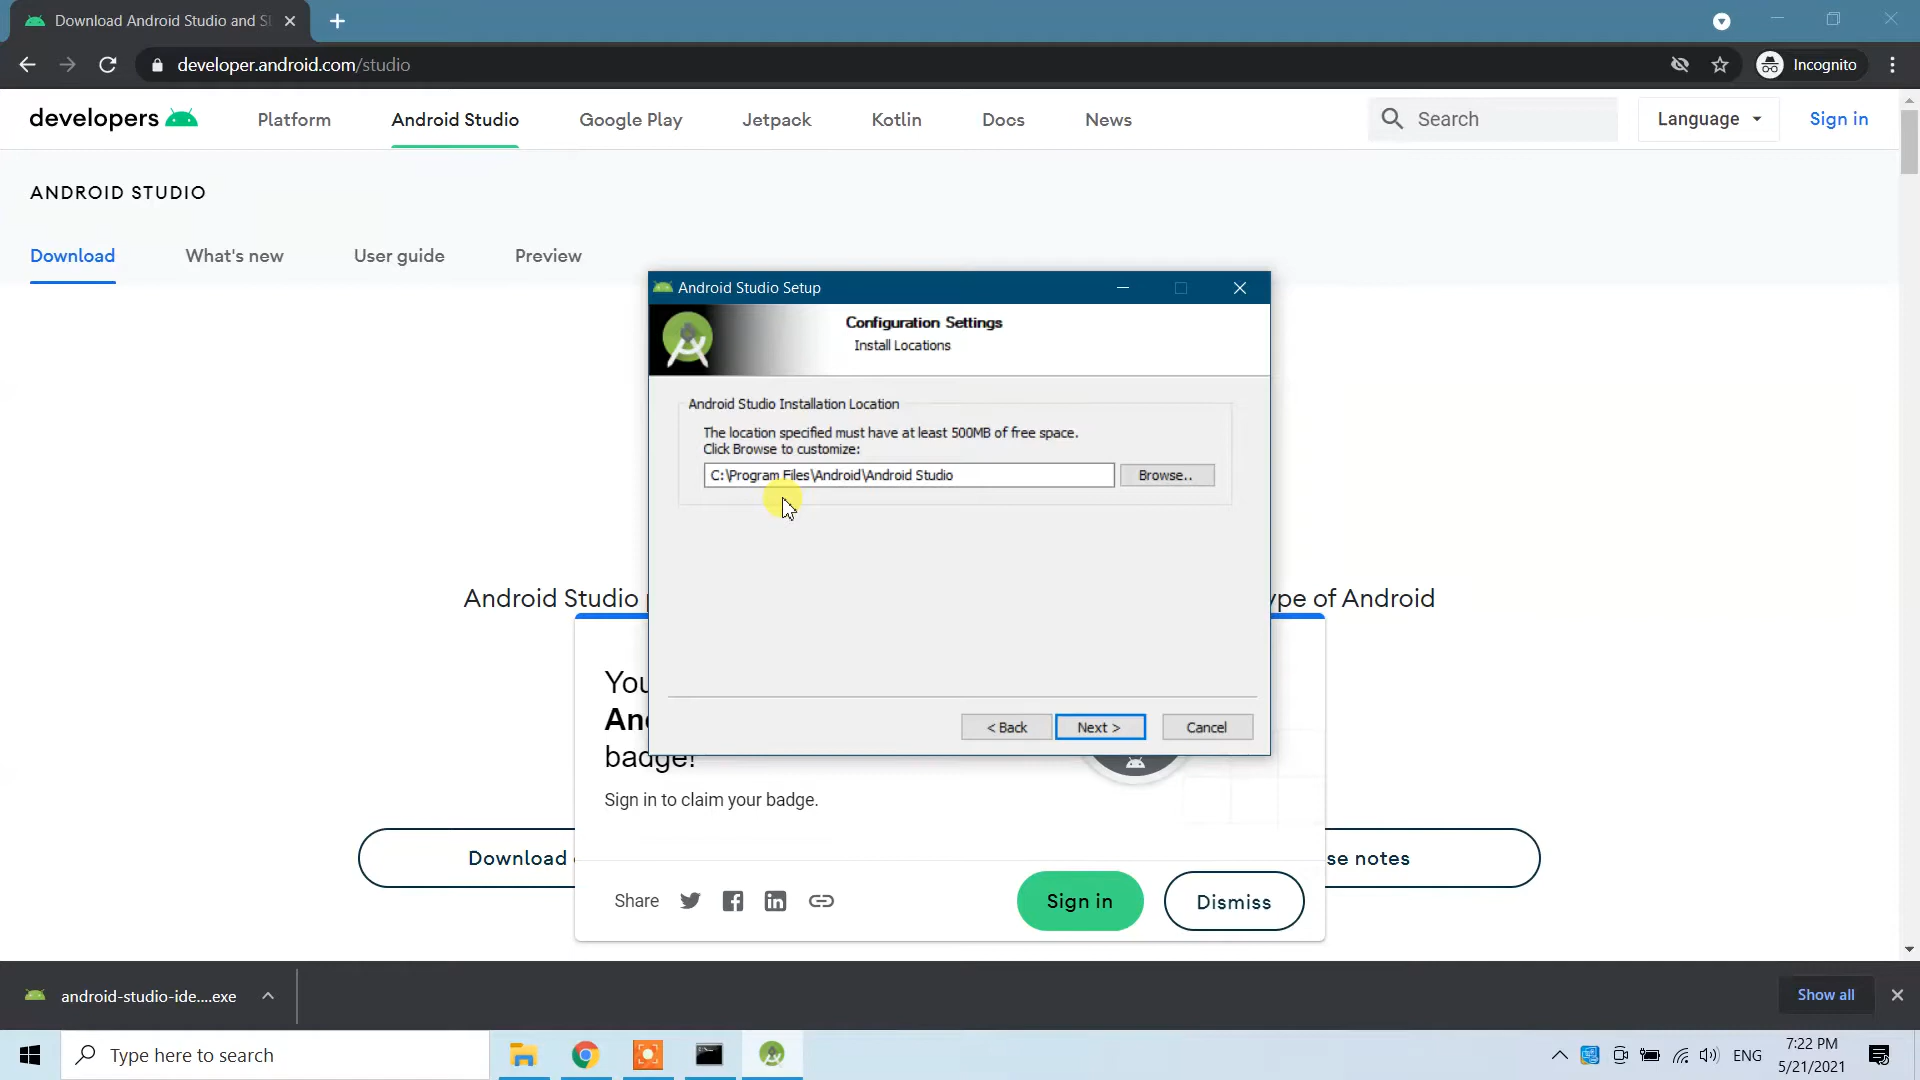 Download Android Studio and S
developer.android.com/studio
Incognito
developers
Platform
Android Studio
Google Play
Jetpack
Kotlin
Docs
News
Search
Language
Sign in
ANDROID STUDIO
Download
What's new
User guide
Preview
Android Studio Setup
Configuration Settings
Install Locations
Android Studio Installation Location
The location specified must have at least 500MB of free space.
Click Browse to customize:
C:\Program Files\Android\Android Studio
Browse..
< Back
Next >
Cancel
Android Studio
ype of Android
You
And
badge!
Sign in to claim your badge.
Download
se notes
Share
Sign in
Dismiss
android-studio-ide....exe
Show all
Type here to search
ENG
7:22 PM
5/21/2021